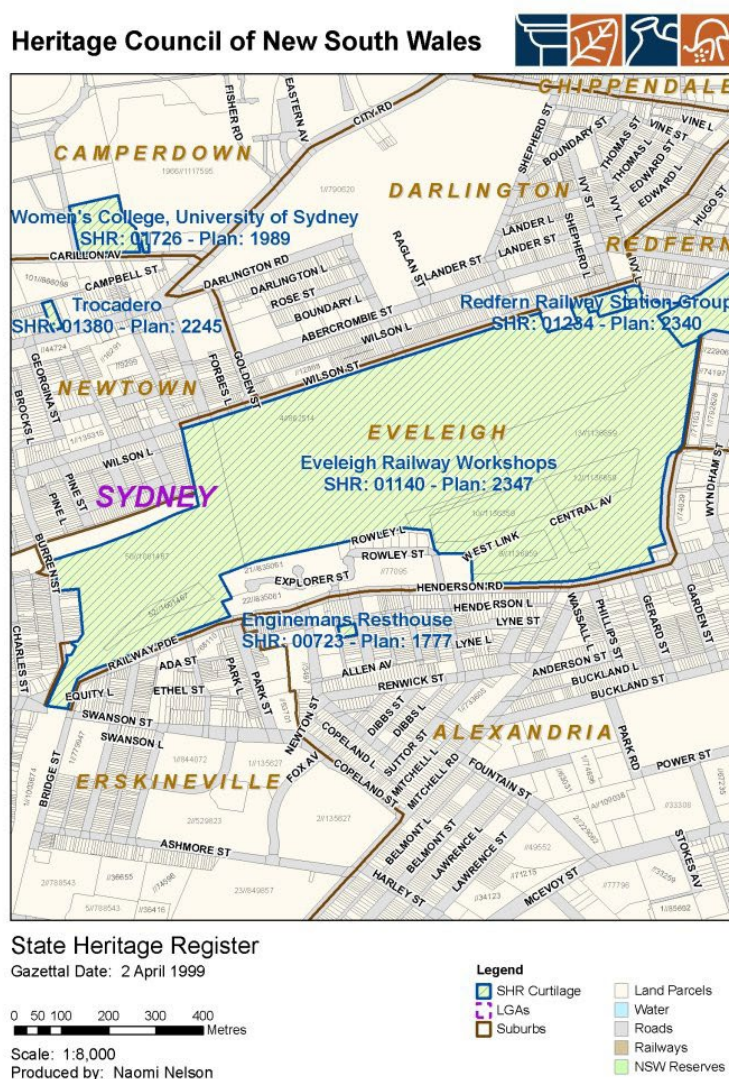 Heritage Council of New South Wales
CHIPPENDALE
FISHER RD
EASTERN AV
CITY RD
SHEPHERD ST
BOUNDARY ST
THOMAS ST
THOMAS L
VINE ST
VINE L
EDWARD ST
EDWARD L
HUGO ST
CAMPERDOWN
1966//1117595
1//790620
DARLINGTON
IVY ST
IVY L
Women's College, University of Sydney
SHR: 01726 - Plan: 1989
RAGLAN ST
LANDER L
LANDER ST
SHEPHERD L
REDFERN
IVY L
CARILLON AV
CAMPBELL ST
DARLINGTON RD
DARLINGTON L
ROSE ST
BOUNDARY L
ABERCROMBIE ST
WILSON L
Trocadero
SHR: 01380 - Plan: 2245
Redfern Railway Station Group
SHR: 01234 - Plan: 2340
GEORGINA ST
BROCKS L
NEWTOWN
FORBES L
GOLDEN ST
WILSON ST
EVELEIGH
Eveleigh Railway Workshops
SHR: 01140 - Plan: 2347
WYNDHAM ST
WILSON L
PINE ST
PINE L
SYDNEY
BURREN ST
CHARLES ST
ROWLEY L
ROWLEY ST
WEST LINK
CENTRAL AV
EXPLORER ST
HENDERSON RD
Enginemans Resthouse
SHR: 00723 - Plan: 1777
HENDERSON L
LYNE ST
LYNE L
WASSALL L
PHILLIPS ST
GERARD ST
GARDEN ST
RAILWAY PDE
ADA ST
ETHEL ST
EQUITY L
PARK L
PARK ST
ALLEN AV
RENWICK ST
ANDERSON ST
BUCKLAND L
BUCKLAND ST
SWANSON ST
SWANSON L
BRIDGE ST
NEWTON ST
FOX AV
COPELAND L
COPELAND ST
DIBBS ST
DIBBS L
SUTTOR ST
MITCHELL L
MITCHELL RD
ALEXANDRIA
FOUNTAIN ST
PARK RD
POWER ST
ERSKINEVILLE
ASHMORE ST
BELMONT L
BELMONT ST
LAWRENCE L
LAWRENCE ST
HARLEY ST
MCEVOY ST
STOKES AV
State Heritage Register
Gazettal Date: 2 April 1999
0 50 100 200 300 400
Metres
Scale: 1:8,000
Produced by: Naomi Nelson
Legend
SHR Curtilage
LGAs
Suburbs
Land Parcels
Water
Roads
Railways
NSW Reserves